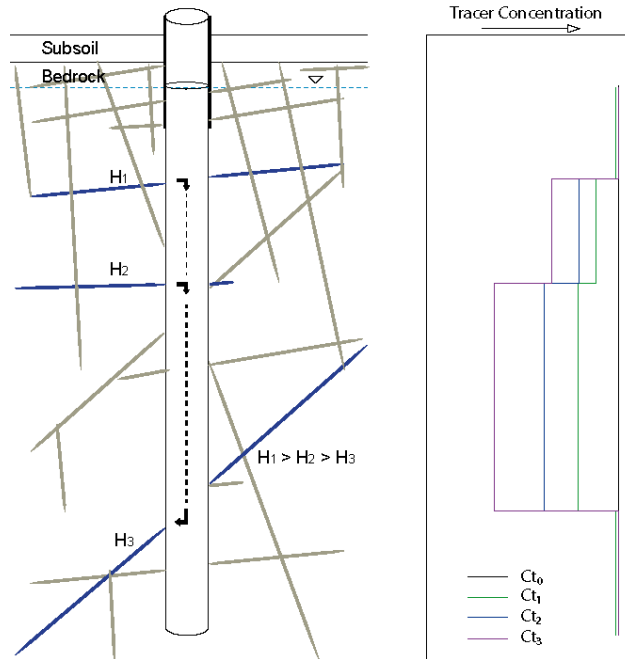 Tracer Concentration
Subsoil
Bedrock
H₁
H₂
H₁ > H₂ > H₃
H₃
Ct₀
Ct₁
Ct₂
Ct₃